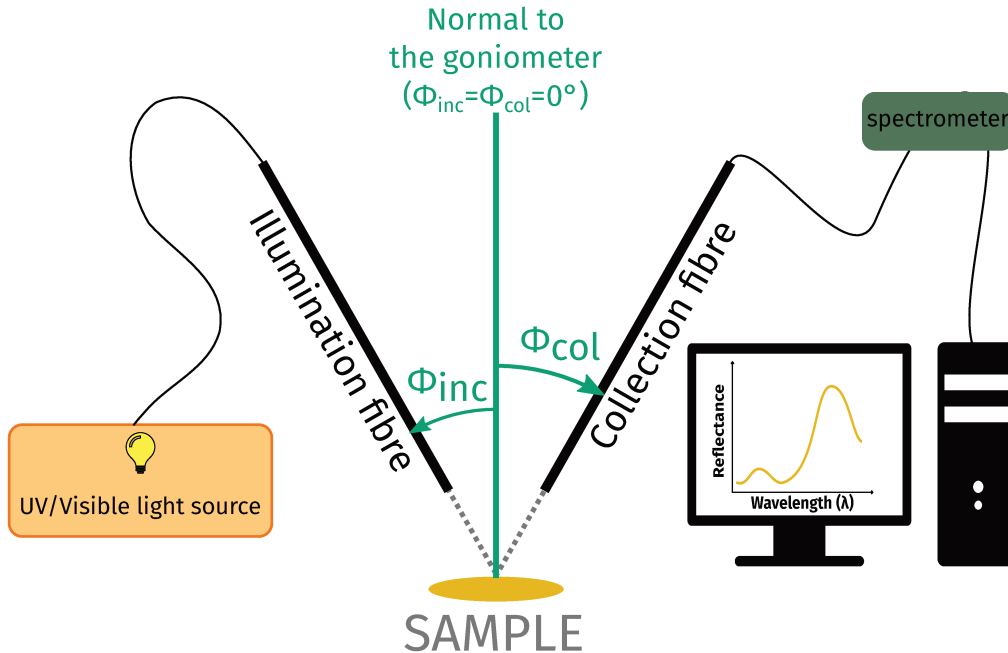 Normal to
the goniometer
(Φinc=Φcol=0°)
spectrometer
Illumination fibre
Collection fibre
Φcol
Φinc
Reflectance
Wavelength (λ)
UV/Visible light source
SAMPLE